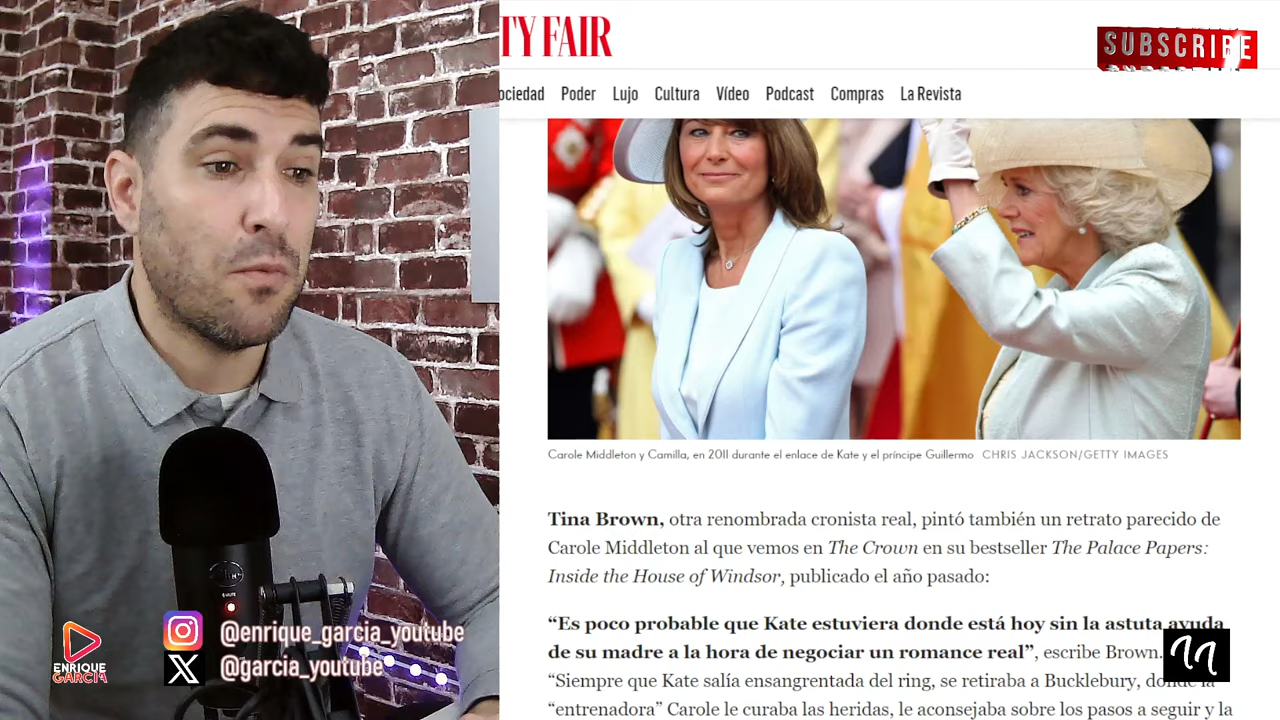 TY FAIR
SUBSCRIBE
ociedad Poder Lujo Cultura Vídeo Podcast Compras La Revista
Carole Middleton y Camilla, en 2011 durante el enlace de Kate y el príncipe Guillermo CHRIS JACKSON/GETTY IMAGES
Tina Brown, otra renombrada cronista real, pintó también un retrato parecido de
Carole Middleton al que vemos en The Crown en su bestseller The Palace Papers:
Inside the House of Windsor, publicado el año pasado:
“Es poco probable que Kate estuviera donde está hoy sin la astuta ayuda
de su madre a la hora de negociar un romance real”, escribe Brown.
“Siempre que Kate salía ensangrentada del ring, se retiraba a Bucklebury, donde la
“entrenadora” Carole le curaba las heridas, le aconsejaba sobre los pasos a seguir y la
@enrique_garcia_youtube
@garcia_youtube
ENRIQUE
GARCIA